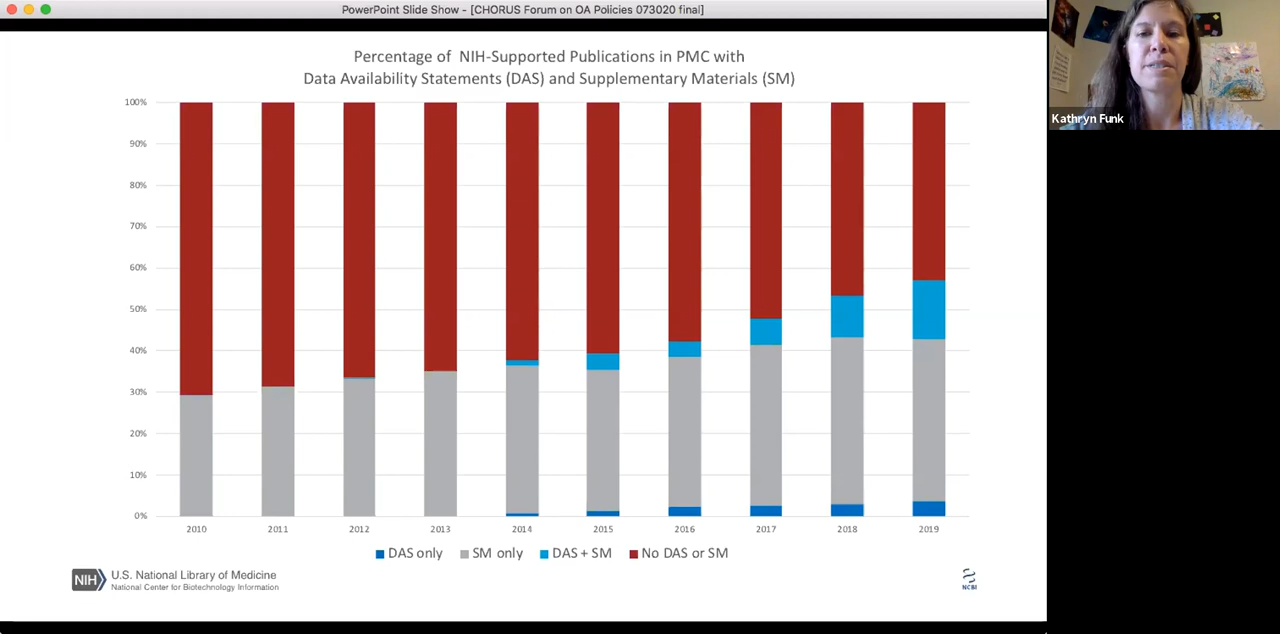 PowerPoint Slide Show - [CHORUS Forum on OA Policies 073020 final]
Kathryn Funk
Percentage of NIH-Supported Publications in PMC with
Data Availability Statements (DAS) and Supplementary Materials (SM)
100%
90%
80%
70%
60%
50%
40%
30%
20%
10%
0%
2010 2011 2012 2013 2014 2015 2016 2017 2018 2019
DAS only SM only DAS + SM No DAS or SM
NIH U.S. National Library of Medicine
National Center for Biotechnology Information
NCBI